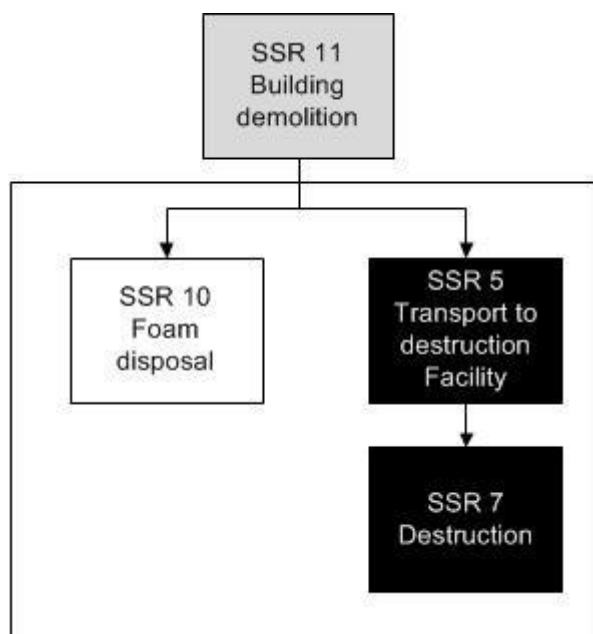 SSR 11
Building
demolition
SSR 10
Foam
disposal
SSR 5
Transport to
destruction
Facility
SSR 7
Destruction